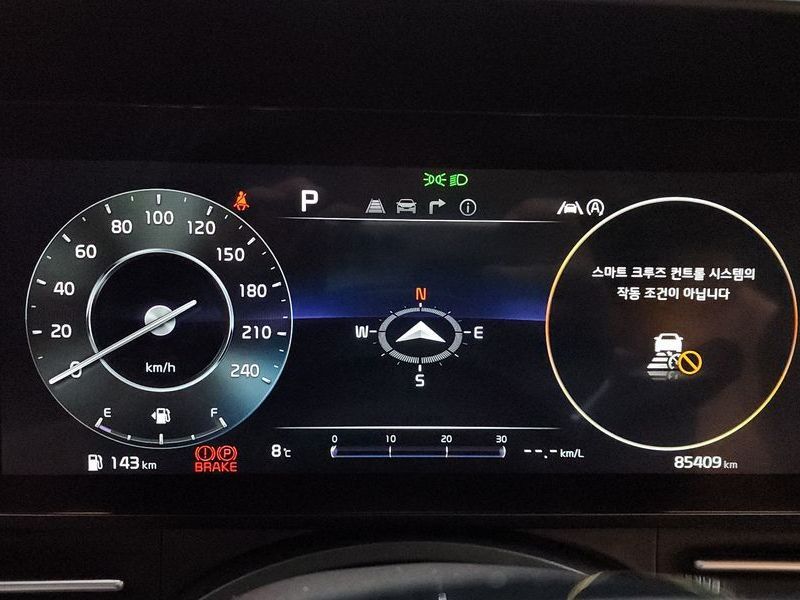 P
0
20
40
60
80
100
120
150
180
210
240
km/h
E
F
N
W
E
S
A
스마트 크루즈 컨트롤 시스템의
작동 조건이 아닙니다
143 km
P
BRAKE
8℃
0 10 20 30
--.- km/L
85409 km